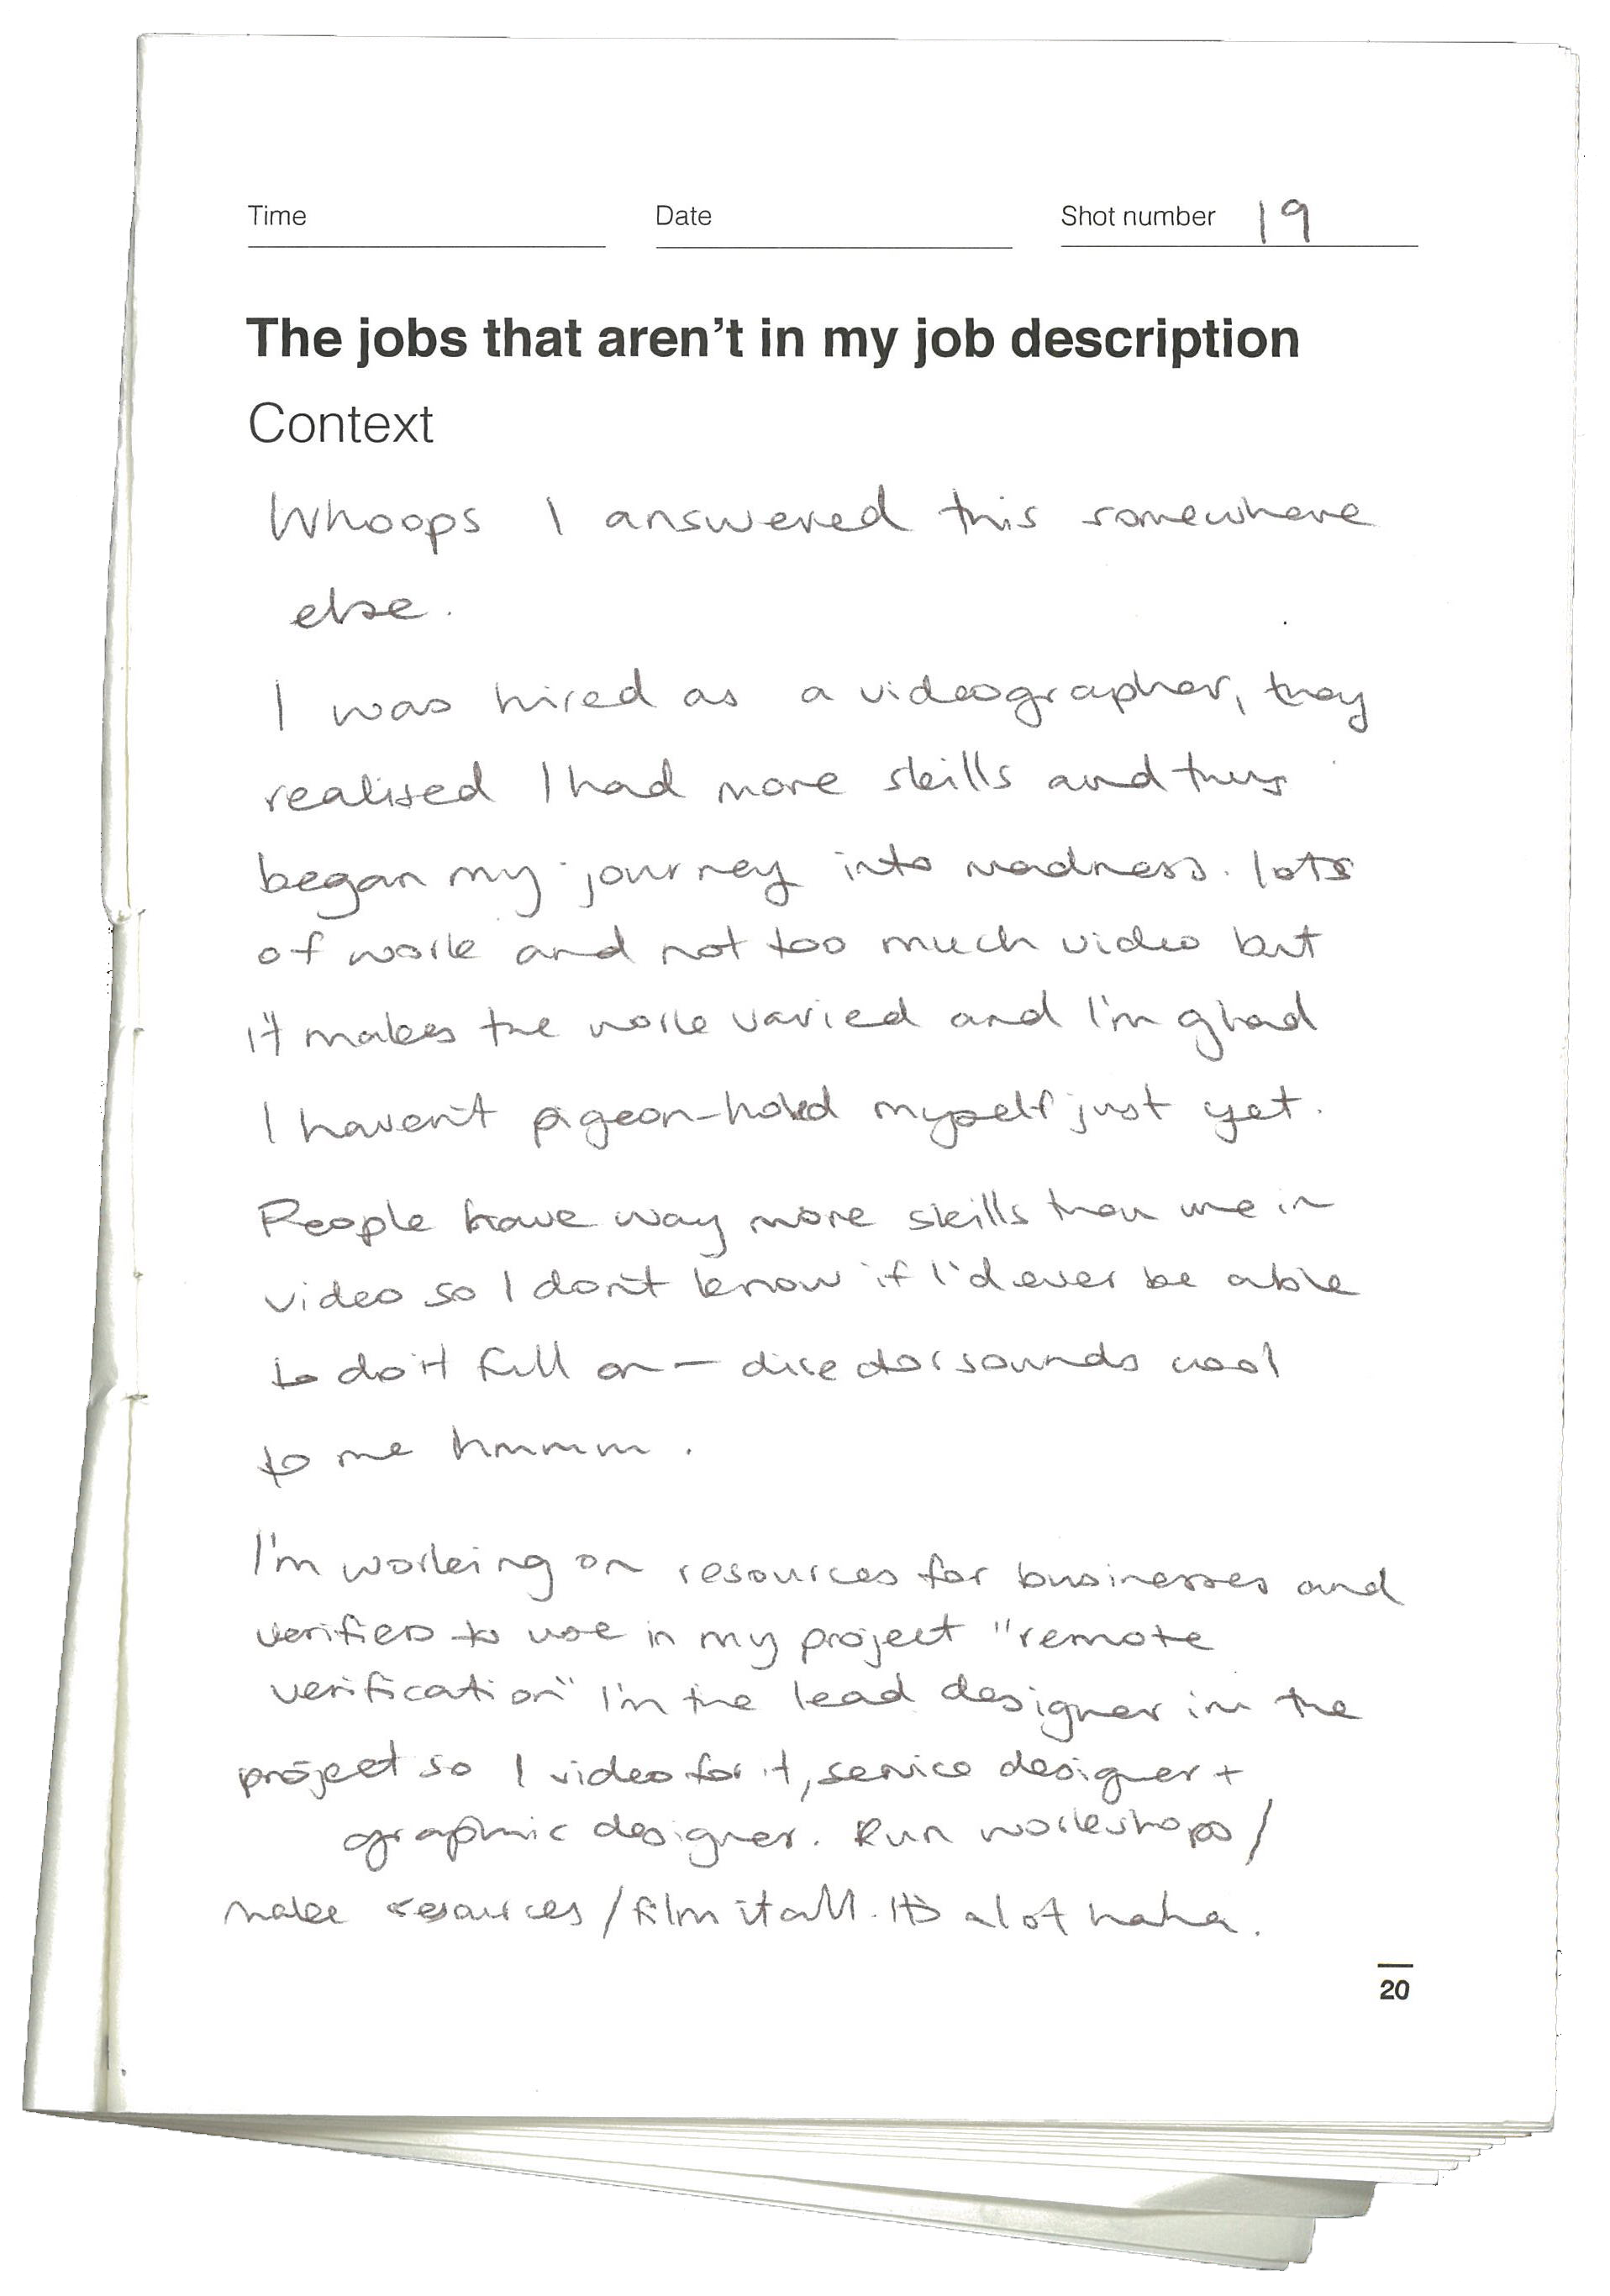 Time Date Shot number 19
The jobs that aren't in my job description
Context
Whoops I answered this somewhere
else.
I was hired as a videographer, they
realised I had more skills and thus
began my journey into madness. lots
of work and not too much video but
it makes the work varied and I'm glad
I haven't pigeon-holed myself just yet.
People have way more skills than me in
video so I don't know if I'd ever be able
to do it full on - director sounds cool
to me hmmm.
I'm working on resources for businesses and
verifiers to use in my project "remote
verification" I'm the lead designer in the
project so I video for it, service designer +
graphic designer. Run workshops /
make resources / film it all. It's a lot haha.
20